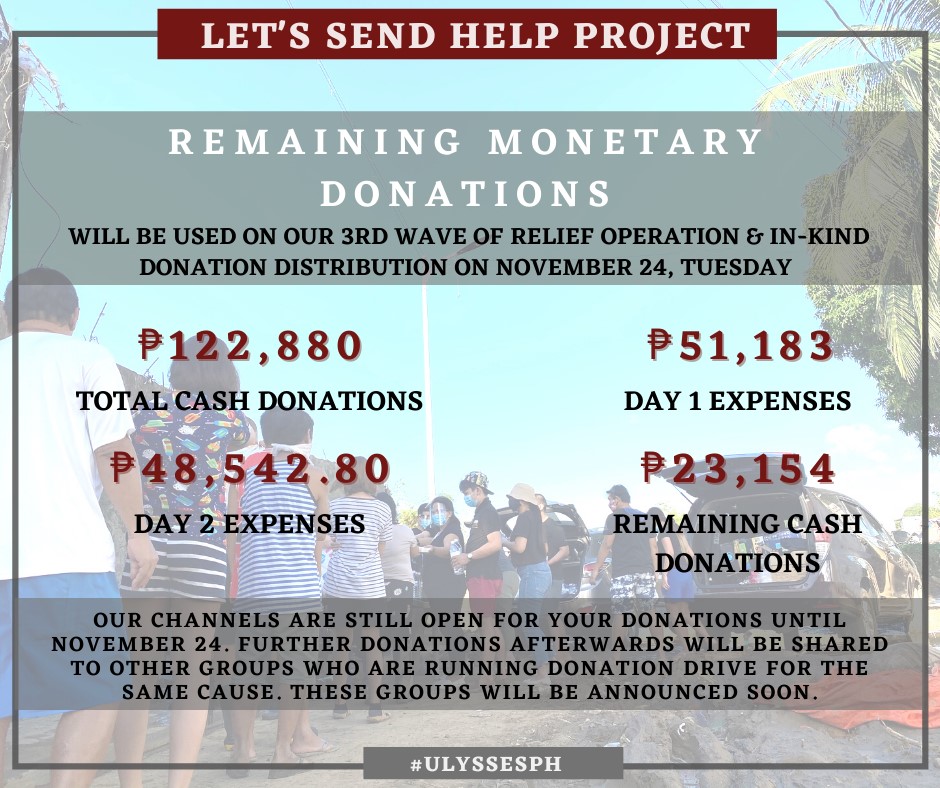 LET'S SEND HELP PROJECT
REMAINING MONETARY
DONATIONS
WILL BE USED ON OUR 3RD WAVE OF RELIEF OPERATION & IN-KIND
DONATION DISTRIBUTION ON NOVEMBER 24, TUESDAY
₱122,880
TOTAL CASH DONATIONS
₱51,183
DAY 1 EXPENSES
₱48,542.80
DAY 2 EXPENSES
₱23,154
REMAINING CASH
DONATIONS
OUR CHANNELS ARE STILL OPEN FOR YOUR DONATIONS UNTIL
NOVEMBER 24. FURTHER DONATIONS AFTERWARDS WILL BE SHARED
TO OTHER GROUPS WHO ARE RUNNING DONATION DRIVE FOR THE
SAME CAUSE. THESE GROUPS WILL BE ANNOUNCED SOON.
#ULYSSESPH